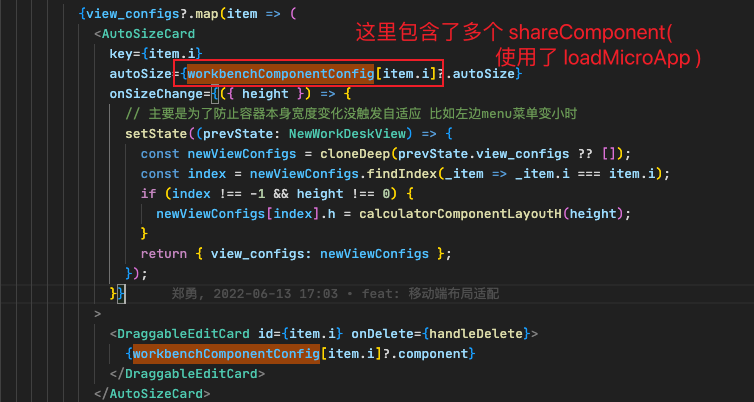 {view_configs?.map(item => (
<AutoSizeCard
这里包含了多个 shareComponent(
使用了 loadMicroApp )
key={item.i}
autoSize={workbenchComponentConfig[item.i]?.autoSize}
onSizeChange={({ height }) => {
// 主要是为了防止容器本身宽度变化没触发自适应 比如左边menu菜单变小时
setState((prevState: NewWorkDeskView) => {
const newViewConfigs = cloneDeep(prevState.view_configs ?? []);
const index = newViewConfigs.findIndex(_item => _item.i === item.i);
if (index !== -1 && height !== 0) {
newViewConfigs[index].h = calculatorComponentLayoutH(height);
}
return { view_configs: newViewConfigs };
});
}} 郑勇, 2022-06-13 17:03 • feat: 移动端布局适配
>
<DraggableEditCard id={item.i} onDelete={handleDelete}>
{workbenchComponentConfig[item.i]?.component}
</DraggableEditCard>
</AutoSizeCard>